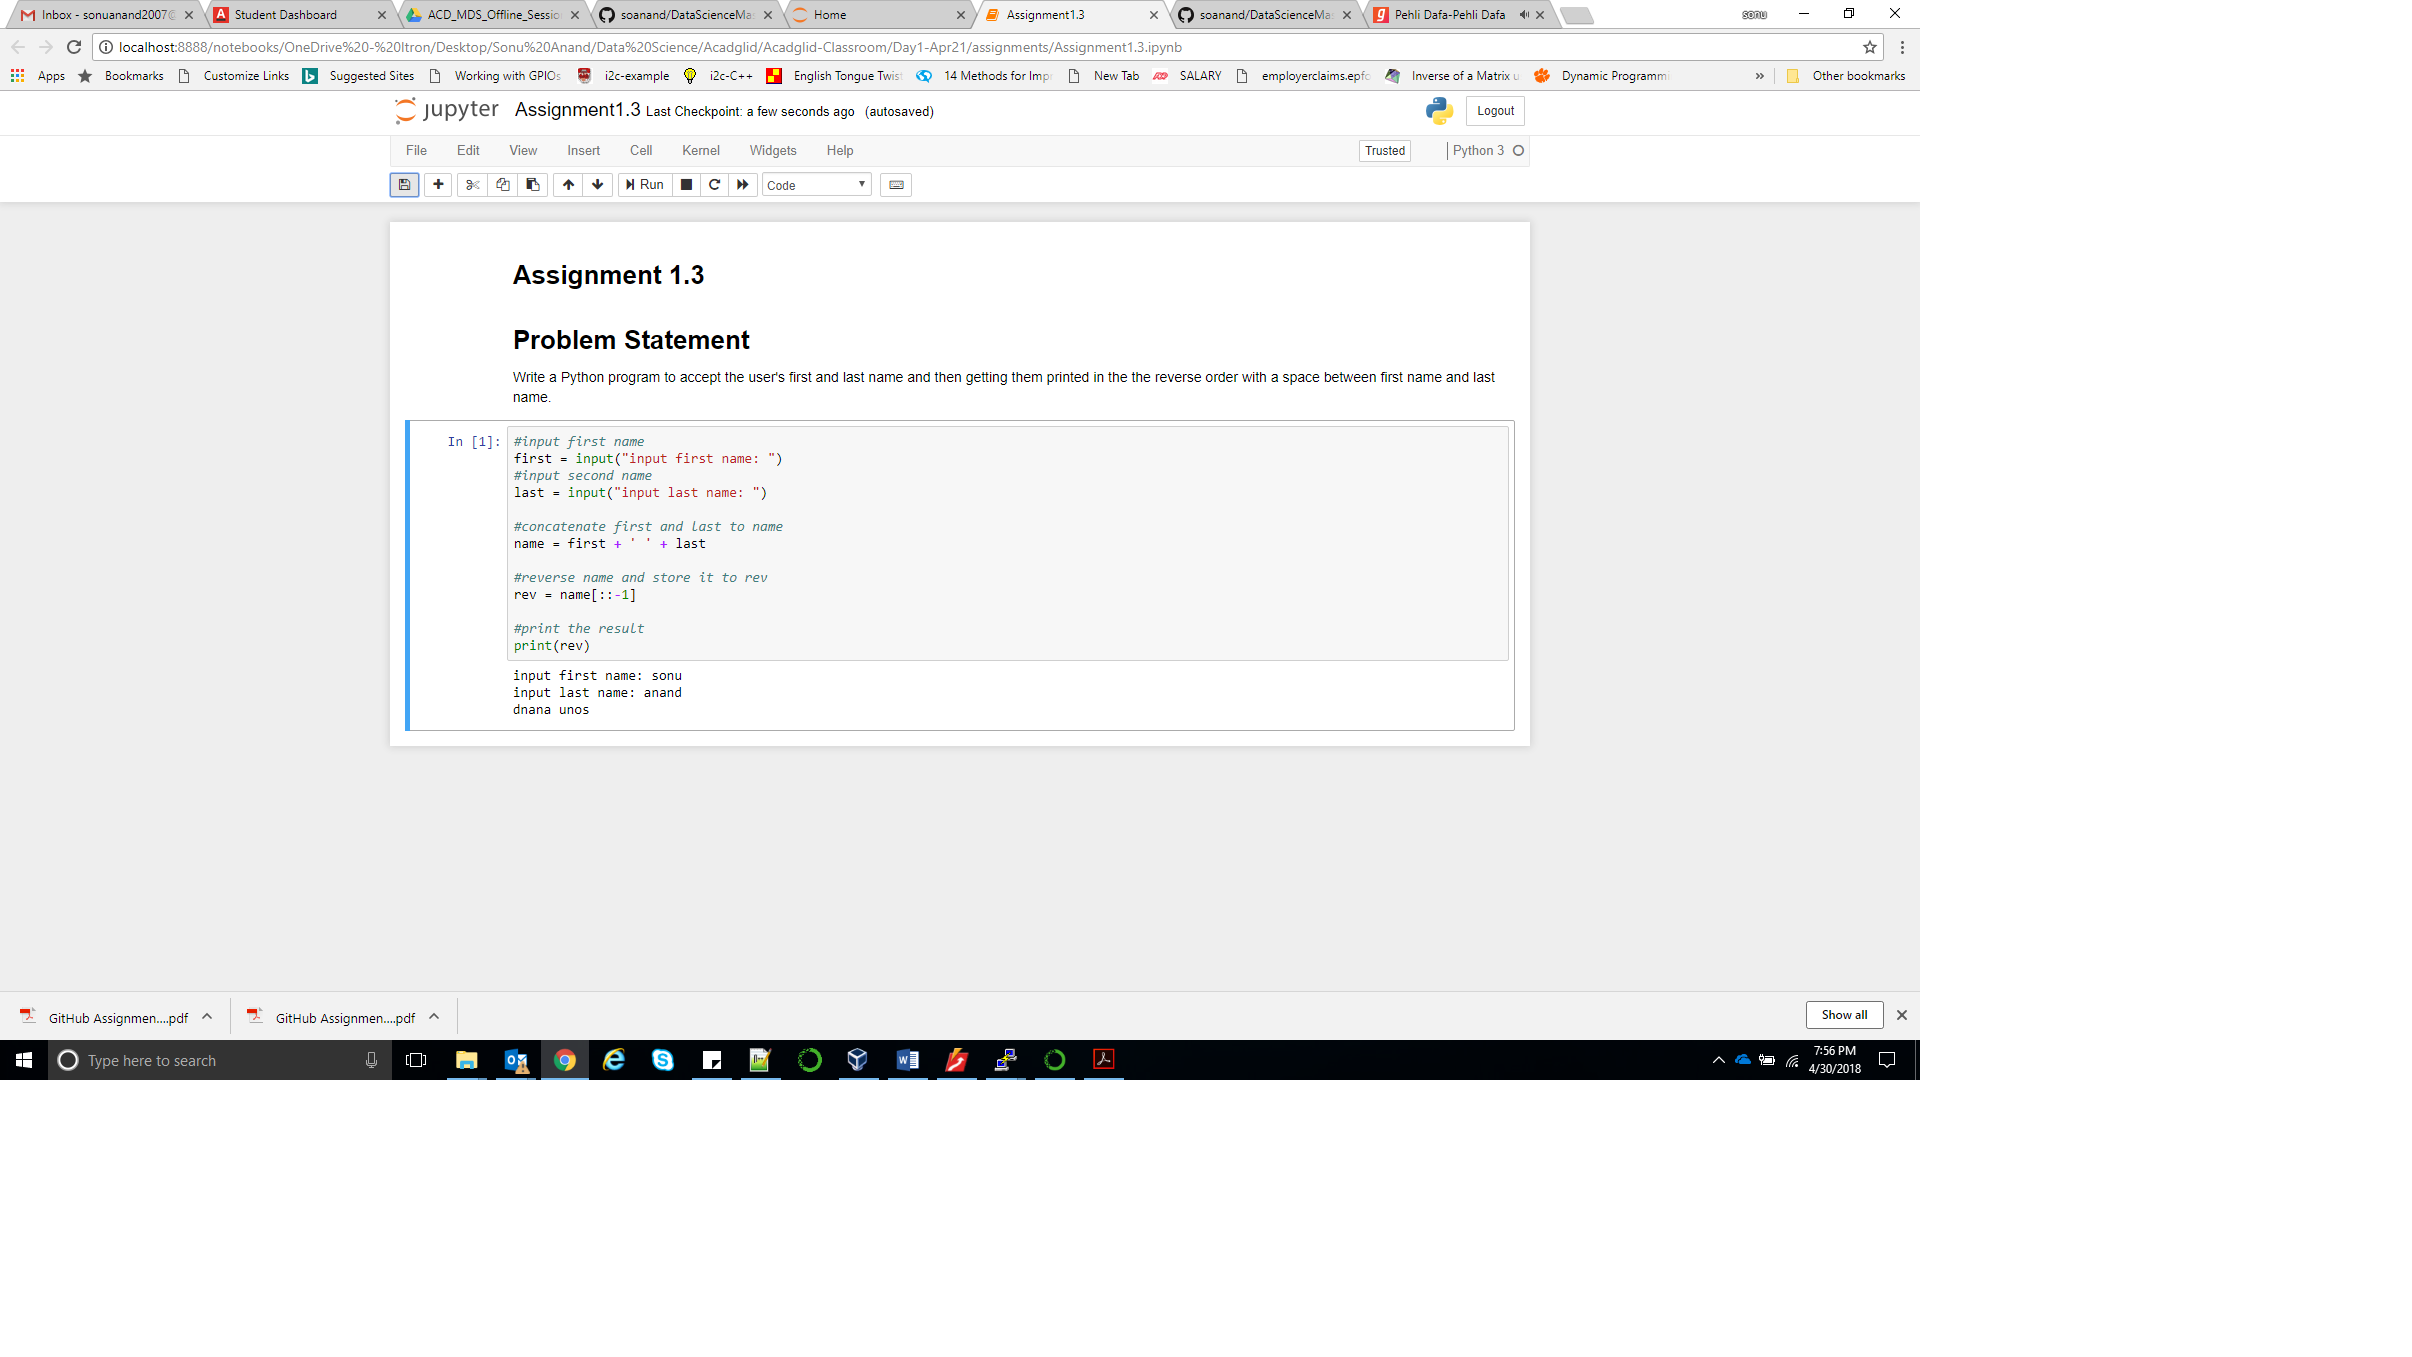 Inbox - sonuanand2007@
Student Dashboard
ACD_MDS_Offline_Sessio
soanand/DataScienceMas
Home
Assignment1.3
soanand/DataScienceMas
Pehli Dafa-Pehli Dafa
sonu
localhost:8888/notebooks/OneDrive%20-%20Itron/Desktop/Sonu%20Anand/Data%20Science/Acadglid/Acadglid-Classroom/Day1-Apr21/assignments/Assignment1.3.ipynb
Apps Bookmarks Customize Links Suggested Sites Working with GPIOs i2c-example i2c-C++ English Tongue Twist 14 Methods for Impr New Tab SALARY employerclaims.epfo Inverse of a Matrix u Dynamic Programmi » Other bookmarks
jupyter Assignment1.3 Last Checkpoint: a few seconds ago (autosaved) Logout
File Edit View Insert Cell Kernel Widgets Help Trusted Python 3
Run Code
Assignment 1.3
Problem Statement
Write a Python program to accept the user's first and last name and then getting them printed in the the reverse order with a space between first name and last
name.
In [1]:
#input first name
first = input("input first name: ")
#input second name
last = input("input last name: ")
#concatenate first and last to name
name = first + ' ' + last
#reverse name and store it to rev
rev = name[::-1]
#print the result
print(rev)
input first name: sonu
input last name: anand
dnana unos
GitHub Assignmen....pdf
GitHub Assignmen....pdf
Show all
Type here to search
7:56 PM
4/30/2018